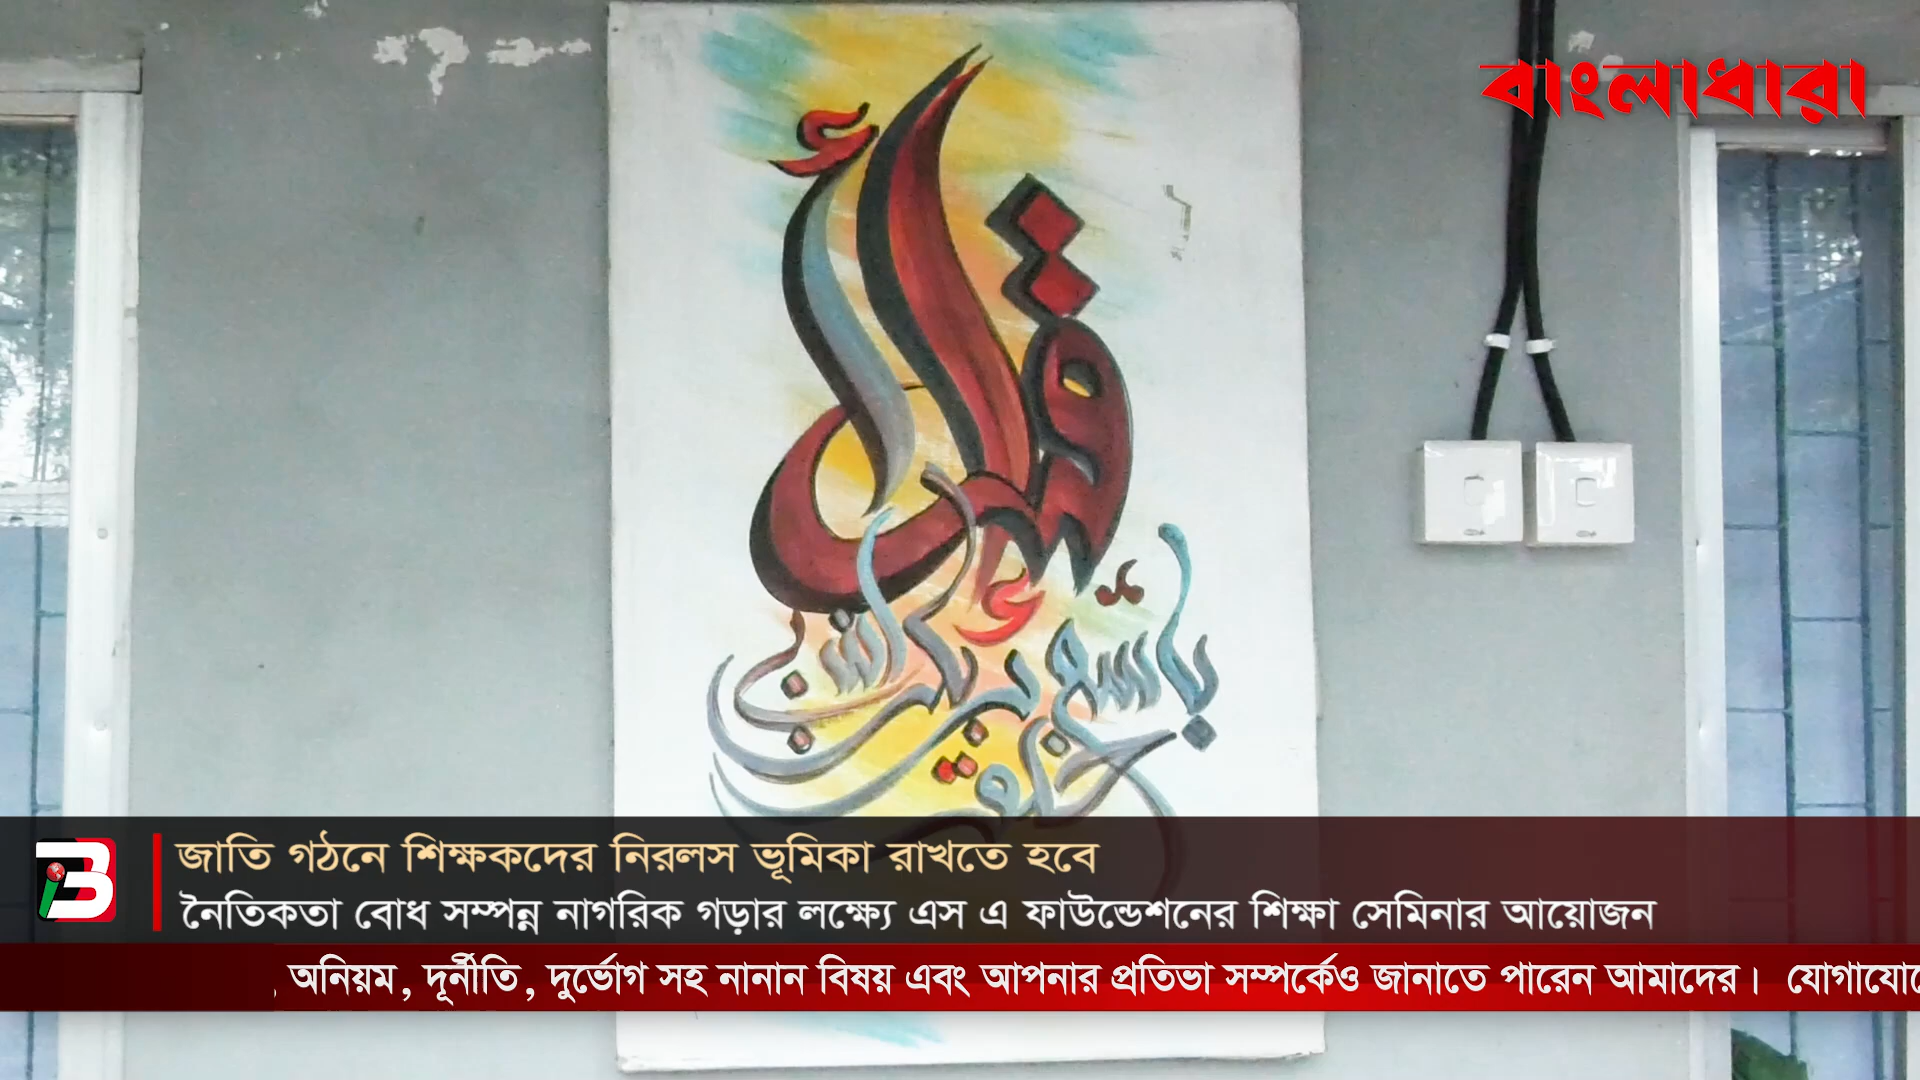 বাংলাধারা
اقرأ
باسم ربك الذي
خلق
জাতি গঠনে শিক্ষকদের নিরলস ভূমিকা রাখতে হবে
নৈতিকতা বোধ সম্পন্ন নাগরিক গড়ার লক্ষ্যে এস এ ফাউন্ডেশনের শিক্ষা সেমিনার আয়োজন
, অনিয়ম, দূর্নীতি, দুর্ভোগ সহ নানান বিষয় এবং আপনার প্রতিভা সম্পর্কেও জানাতে পারেন আমাদের।